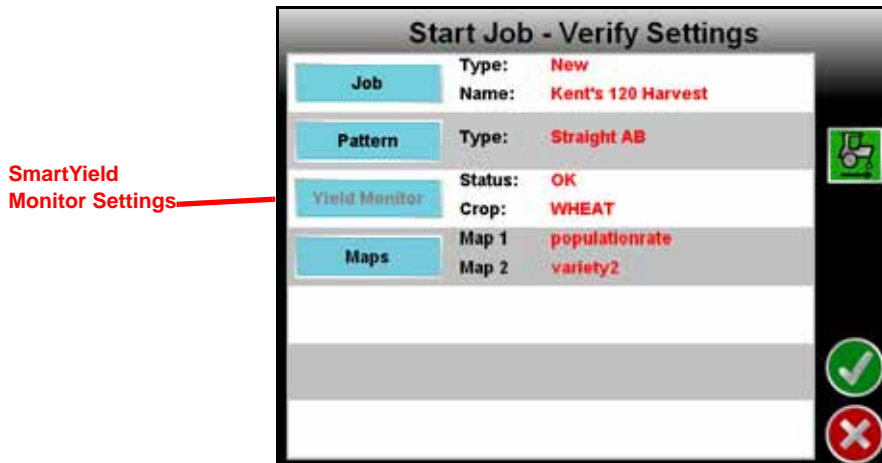 Start Job - Verify Settings
Job
Type: New
Name: Kent's 120 Harvest
Pattern
Type: Straight AB
SmartYield
Monitor Settings
Yield Monitor
Status: OK
Crop: WHEAT
Maps
Map 1 populationrate
Map 2 variety2